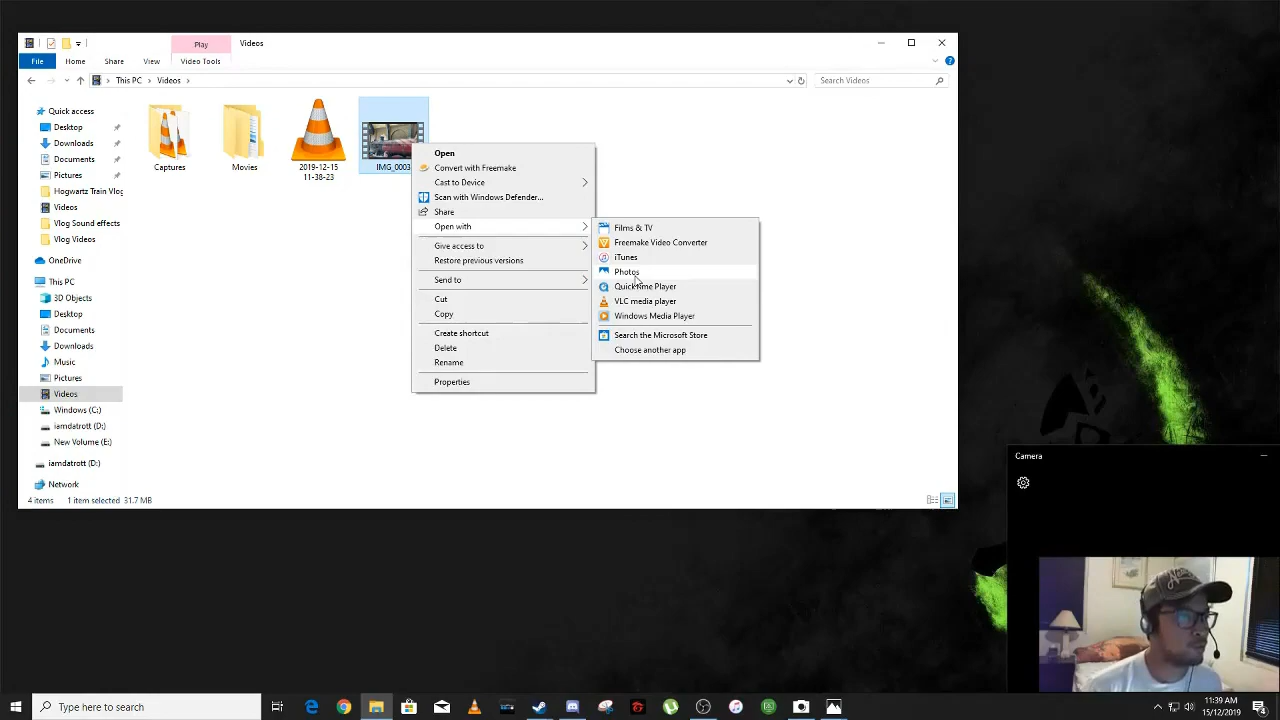 Play
Videos
File
Home
Share
View
Video Tools
This PC
Videos
Search Videos
Quick access
Desktop
Downloads
Documents
Pictures
Hogwartz Train Vlog
Videos
Vlog Sound effects
Vlog Videos
OneDrive
This PC
3D Objects
Desktop
Documents
Downloads
Music
Pictures
Videos
Windows (C:)
iamdatrott (D:)
New Volume (E:)
iamdatrott (D:)
Network
Captures
Movies
2019-12-15
11-38-23
IMG_0003
Open
Convert with Freemake
Cast to Device
Scan with Windows Defender...
Share
Open with
Give access to
Restore previous versions
Send to
Cut
Copy
Create shortcut
Delete
Rename
Properties
Films & TV
Freemake Video Converter
iTunes
Photos
QuickTime Player
VLC media player
Windows Media Player
Search the Microsoft Store
Choose another app
4 items
1 item selected
31.7 MB
Camera
Type here to search
11:39 AM
15/12/2019